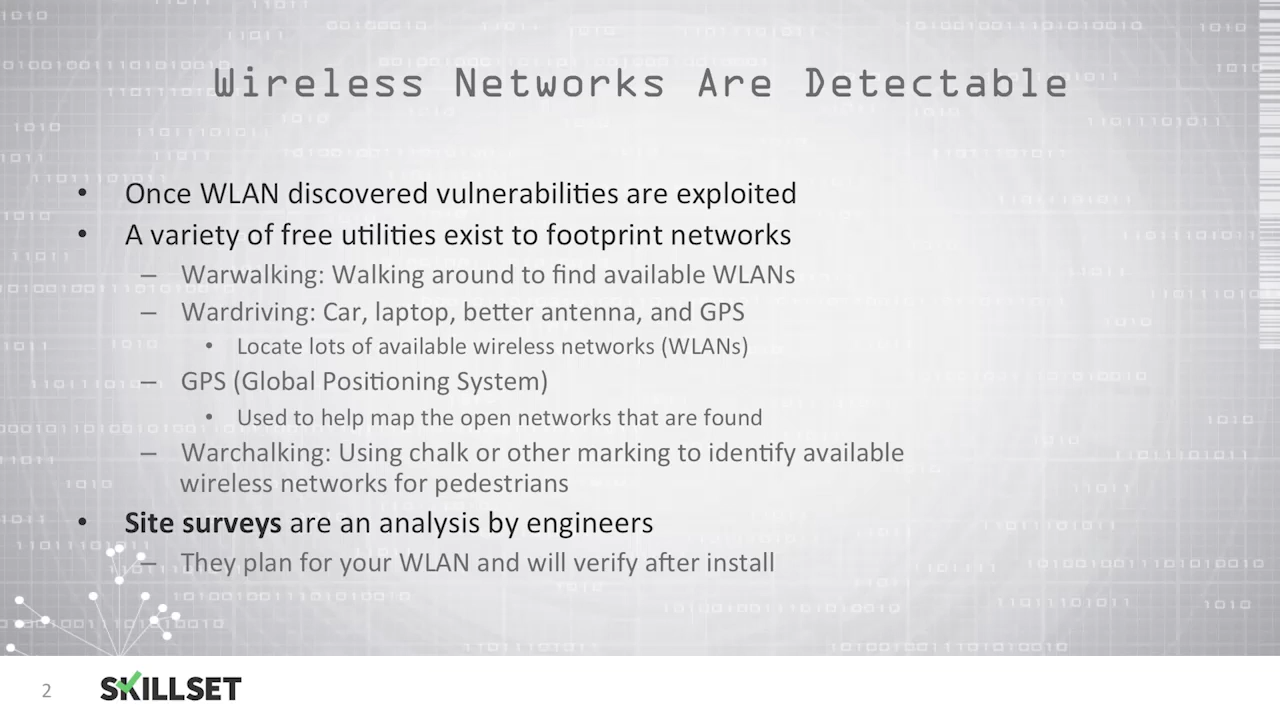 Wireless Networks Are Detectable
• Once WLAN discovered vulnerabilities are exploited
• A variety of free utilities exist to footprint networks
– Warwalking: Walking around to find available WLANs
– Wardriving: Car, laptop, better antenna, and GPS
• Locate lots of available wireless networks (WLANs)
– GPS (Global Positioning System)
• Used to help map the open networks that are found
– Warchalking: Using chalk or other marking to identify available
wireless networks for pedestrians
• Site surveys are an analysis by engineers
– They plan for your WLAN and will verify after install
2
SKILLSET